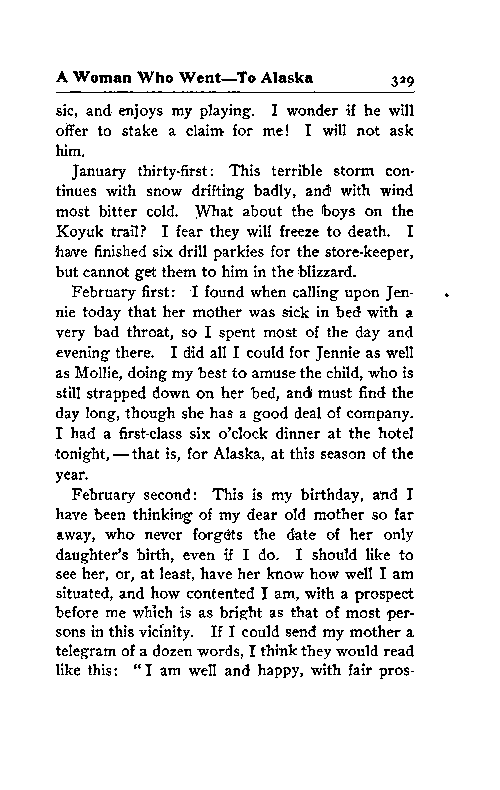 A Woman Who Went—To Alaska 329
sic, and enjoys my playing. I wonder if he will
offer to stake a claim for me! I will not ask
him.
January thirty-first: This terrible storm con-
tinues with snow drifting badly, and with wind
most bitter cold. What about the boys on the
Koyuk trail? I fear they will freeze to death. I
have finished six drill parkies for the store-keeper,
but cannot get them to him in the blizzard.
February first: I found when calling upon Jen-
nie today that her mother was sick in bed with a
very bad throat, so I spent most of the day and
evening there. I did all I could for Jennie as well
as Mollie, doing my best to amuse the child, who is
still strapped down on her bed, and must find the
day long, though she has a good deal of company.
I had a first-class six o'clock dinner at the hotel
tonight,—that is, for Alaska, at this season of the
year.
February second: This is my birthday, and I
have been thinking of my dear old mother so far
away, who never forgets the date of her only
daughter's birth, even if I do. I should like to
see her, or, at least, have her know how well I am
situated, and how contented I am, with a prospect
before me which is as bright as that of most per-
sons in this vicinity. If I could send my mother a
telegram of a dozen words, I think they would read
like this: "I am well and happy, with fair pros-